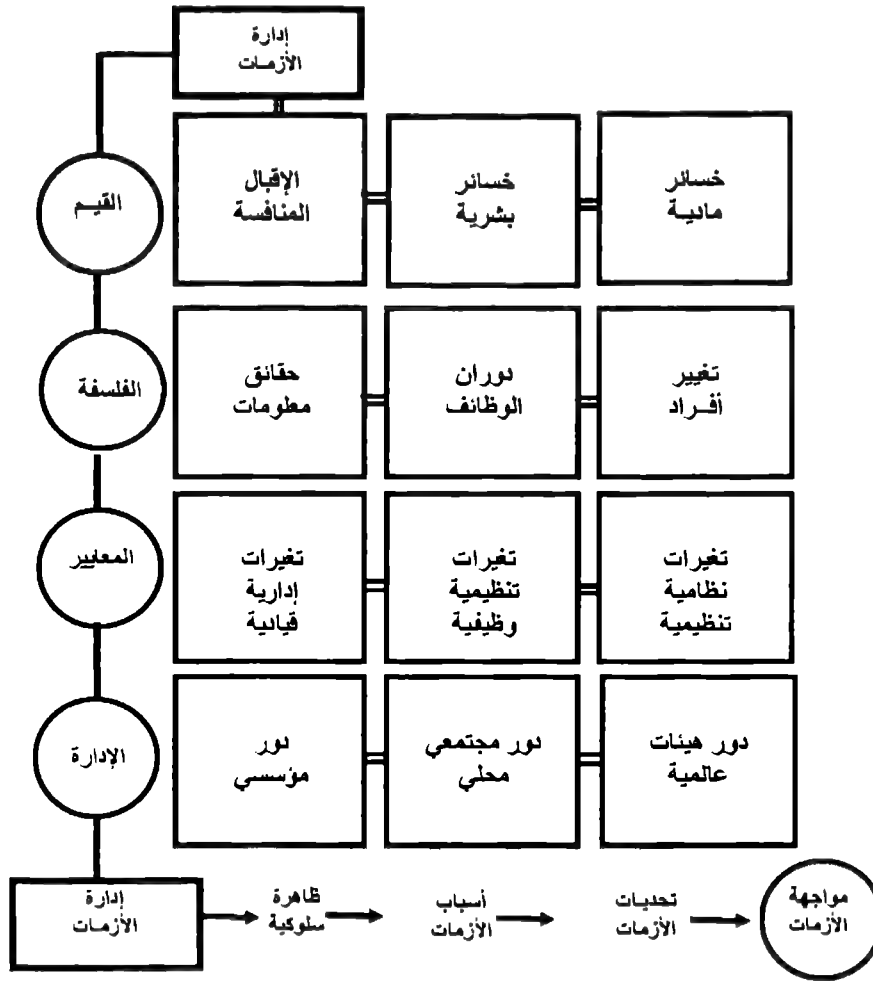 إدارة
الأزمات
القيم
الإقبال
المنافسة
خسائر
بشرية
خسائر
مادية
الفلسفة
حقائق
معلومات
دوران
الوظائف
تغيير
أفراد
المعايير
تغيرات
إدارية
قيادية
تغيرات
تنظيمية
وظيفية
تغيرات
نظامية
تنظيمية
الإدارة
دور
مؤسسي
دور مجتمعي
محلي
دور هيئات
عالمية
إدارة
الأزمات
ظاهرة
سلوكية
أسباب
الأزمات
تحديات
الأزمات
مواجهة
الأزمات